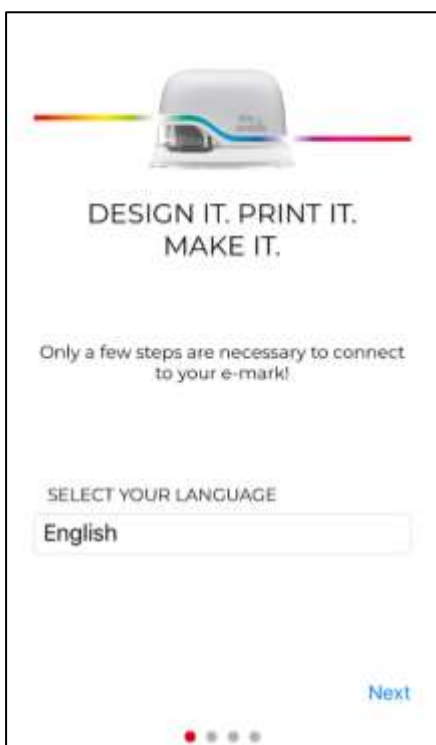 DESIGN IT. PRINT IT.
MAKE IT.
Only a few steps are necessary to connect
to your e-mark!
SELECT YOUR LANGUAGE
English
Next